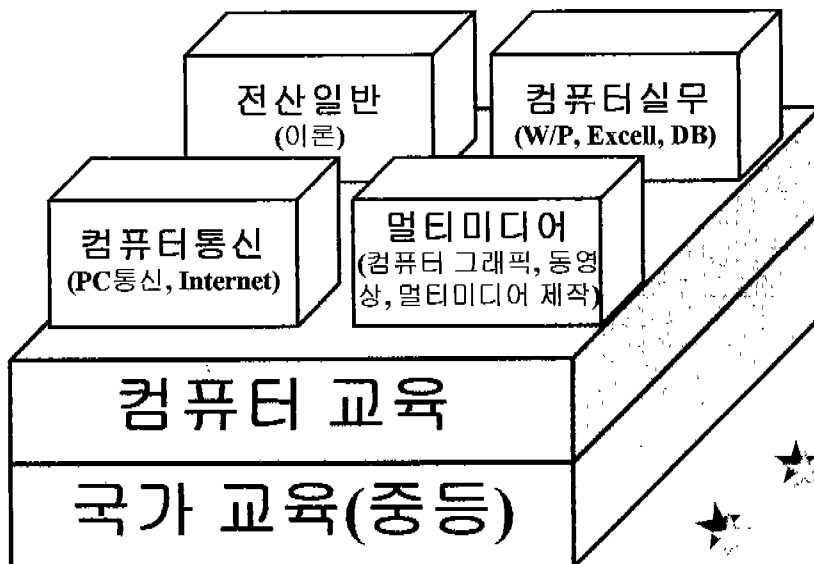 전산일반
(이론)
컴퓨터실무
(W/P, Excell, DB)
컴퓨터통신
(PC통신, Internet)
멀티미디어
(컴퓨터 그래픽, 동영
상, 멀티미디어 제작)
컴퓨터 교육
국가 교육(중등)